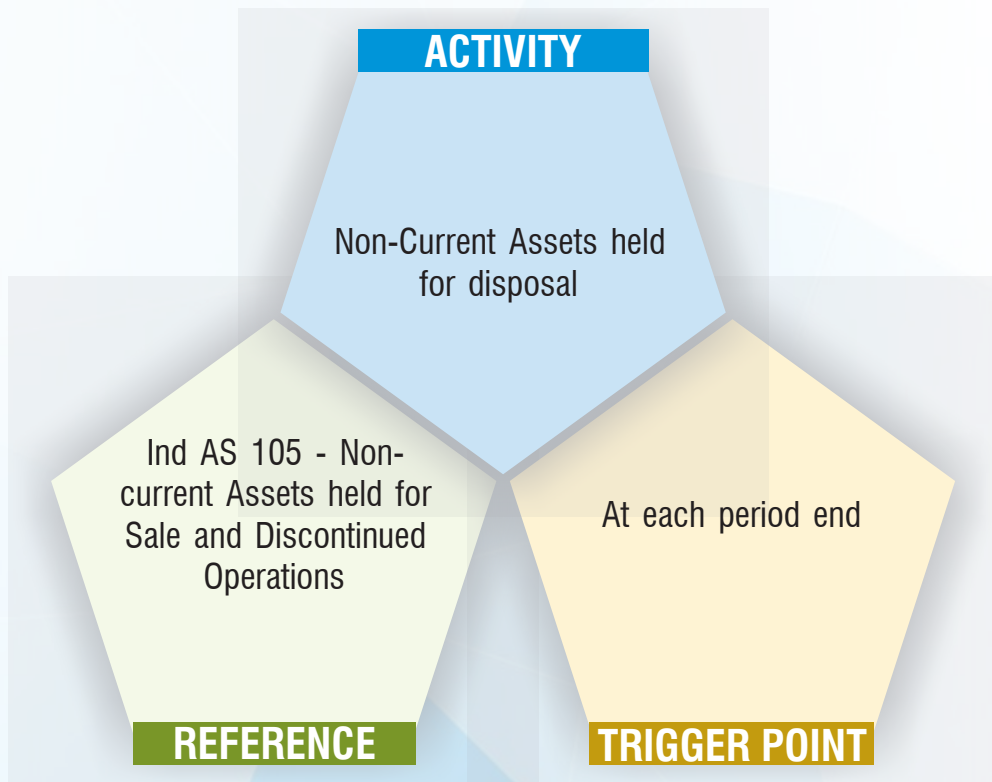 ACTIVITY
Non-Current Assets held
for disposal
Ind AS 105 - Non-
current Assets held for
Sale and Discontinued
Operations
At each period end
REFERENCE
TRIGGER POINT